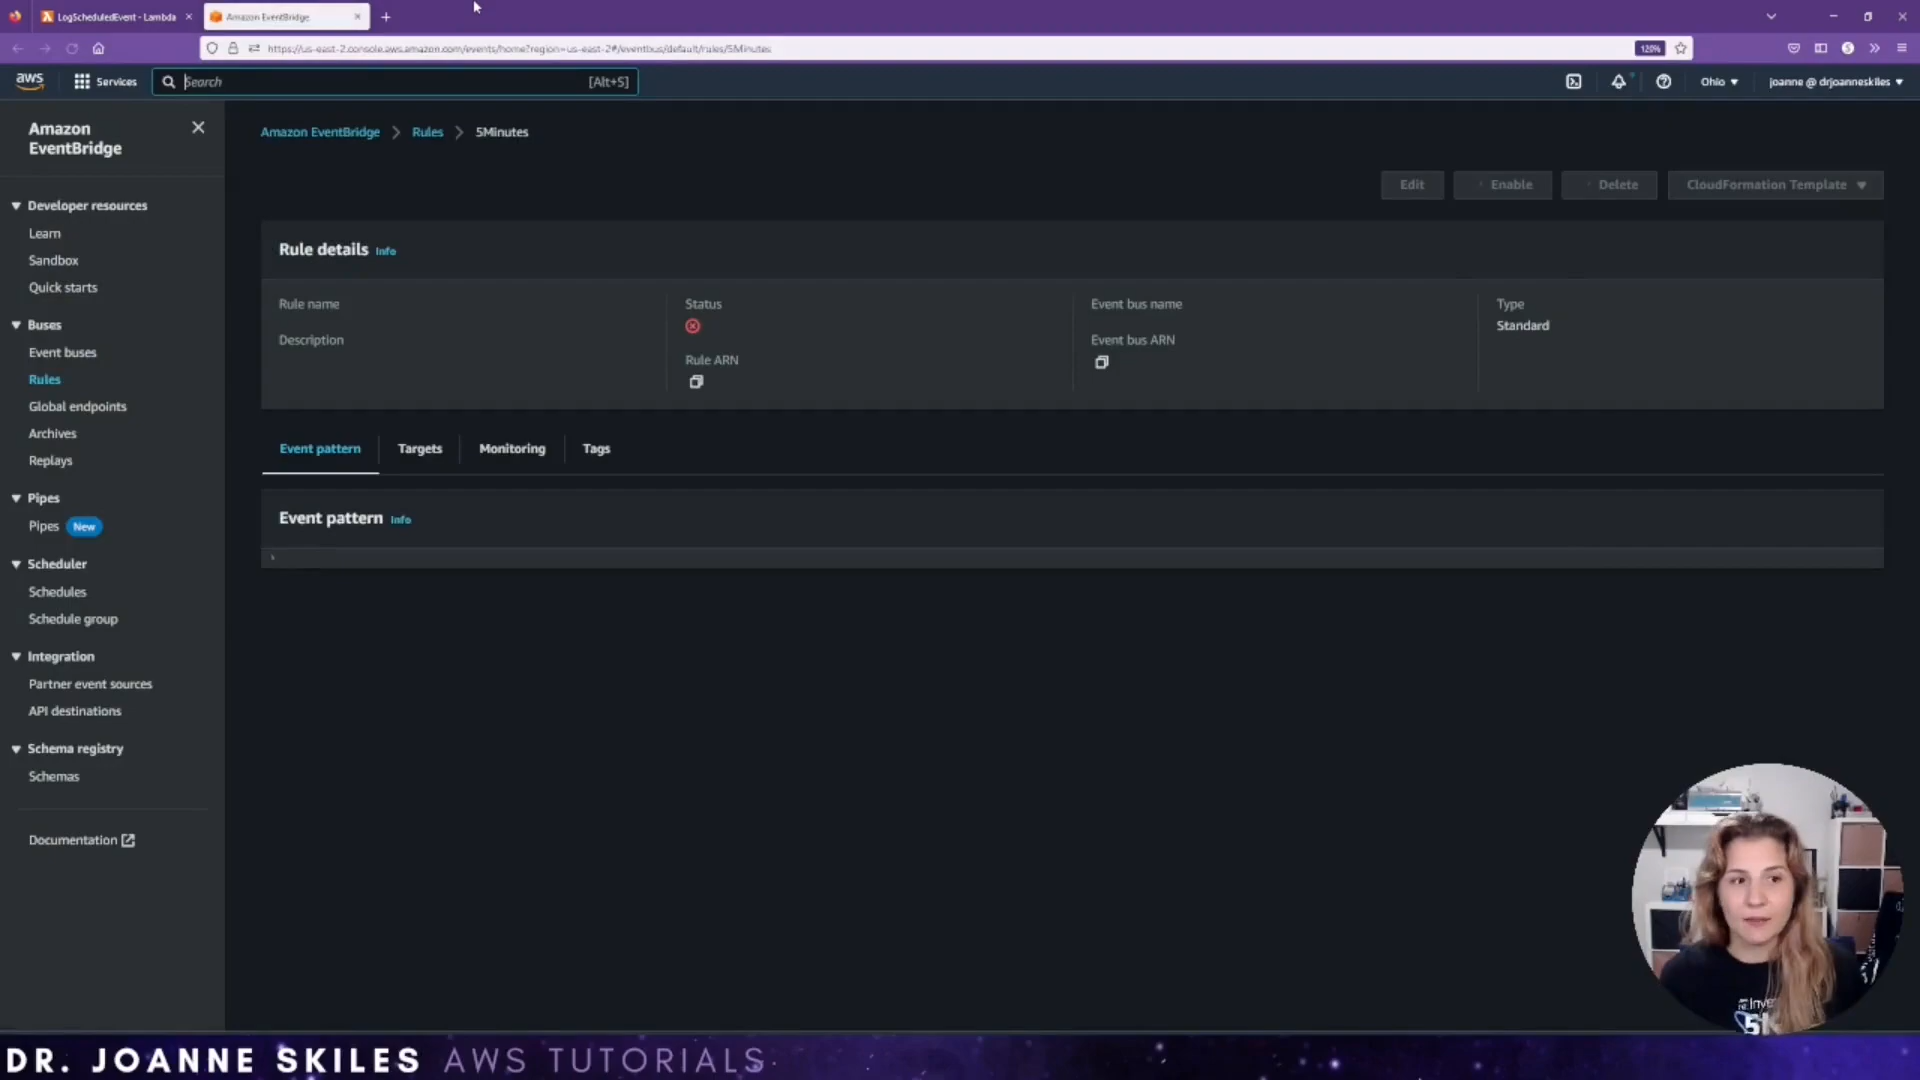 LogScheduledEvent - Lambda
Amazon EventBridge
https://us-east-2.console.aws.amazon.com/events/home?region=us-east-2#/eventbus/default/rules/5Minutes
120%
aws
Services
Search
[Alt+S]
Ohio
joanne @ drjoanneskiles
Amazon
EventBridge
Developer resources
Learn
Sandbox
Quick starts
Buses
Event buses
Rules
Global endpoints
Archives
Replays
Pipes
Pipes New
Scheduler
Schedules
Schedule group
Integration
Partner event sources
API destinations
Schema registry
Schemas
Documentation
Amazon EventBridge
Rules
5Minutes
Edit
Enable
Delete
CloudFormation Template
Rule details Info
Rule name
Description
Status
Rule ARN
Event bus name
Event bus ARN
Type
Standard
Event pattern
Targets
Monitoring
Tags
Event pattern Info
DR. JOANNE SKILES AWS TUTORIALS